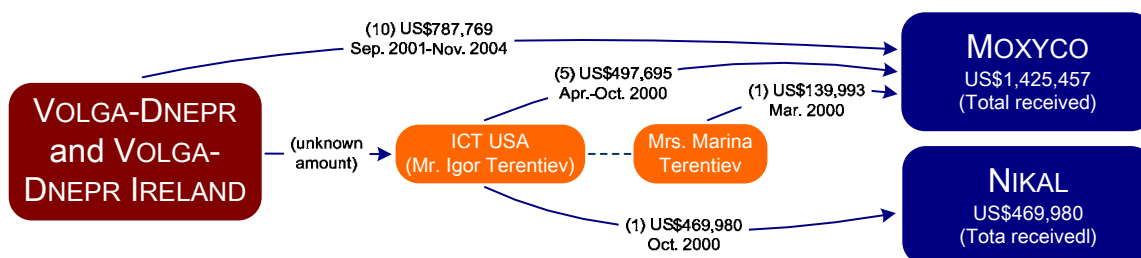 (10) US$787,769
Sep. 2001-Nov. 2004
MOXYCO
US$1,425,457
(Total received)
(5) US$497,695
Apr.-Oct. 2000
(1) US$139,993
Mar. 2000
VOLGA-DNEPR
and VOLGA-
DNEPR IRELAND
(unknown
amount)
ICT USA
(Mr. Igor Terentiev)
Mrs. Marina
Terentiev
NIKAL
US$469,980
(Tota receivedl)
(1) US$469,980
Oct. 2000